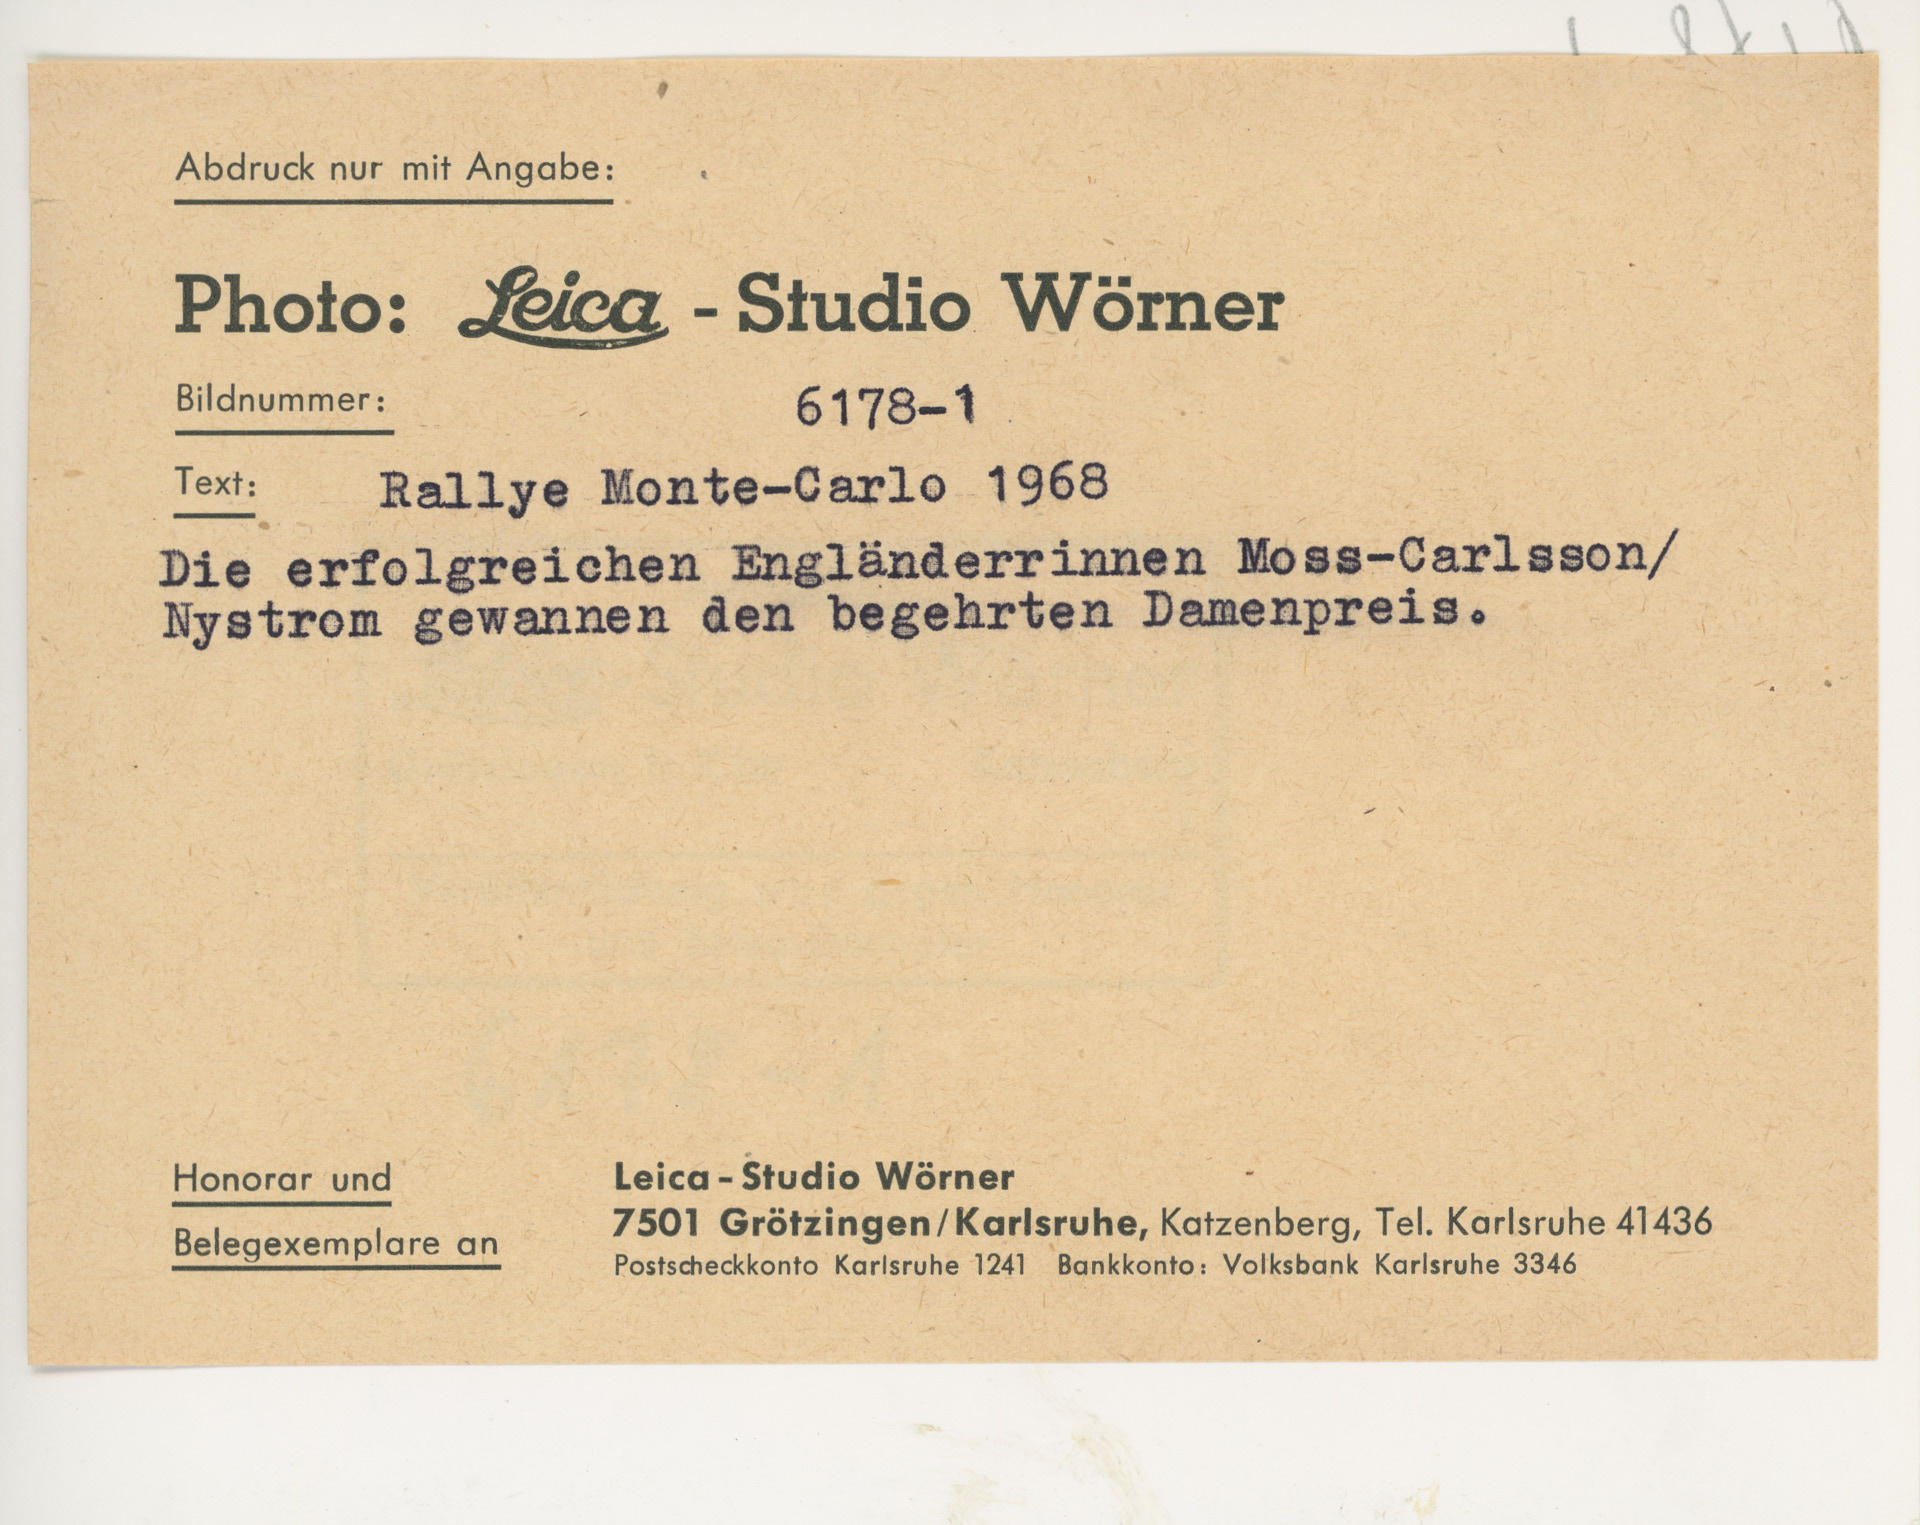 Abdruck nur mit Angabe:
Photo: Leica - Studio Wörner
Bildnummer: 6178-1
Text: Rallye Monte-Carlo 1968
Die erfolgreichen Engländerrinnen Moss-Carlsson/
Nystrom gewannen den begehrten Damenpreis.
Honorar und
Belegexemplare an
Leica - Studio Wörner
7501 Grötzingen/Karlsruhe, Katzenberg, Tel. Karlsruhe 41436
Postscheckkonto Karlsruhe 1241 Bankkonto: Volksbank Karlsruhe 3346